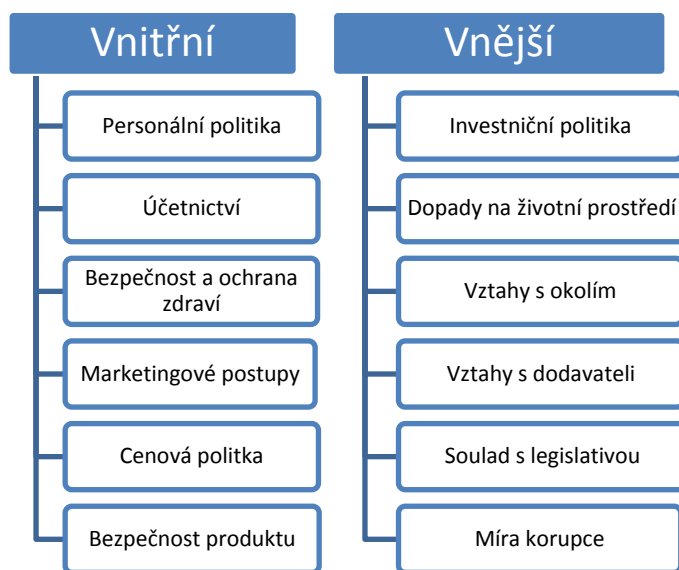 Vnitřní
Personální politika
Účetnictví
Bezpečnost a ochrana
zdraví
Marketingové postupy
Cenová politka
Bezpečnost produktu
Vnější
Investniční politika
Dopady na životní prostředí
Vztahy s okolím
Vztahy s dodavateli
Soulad s legislativou
Míra korupce